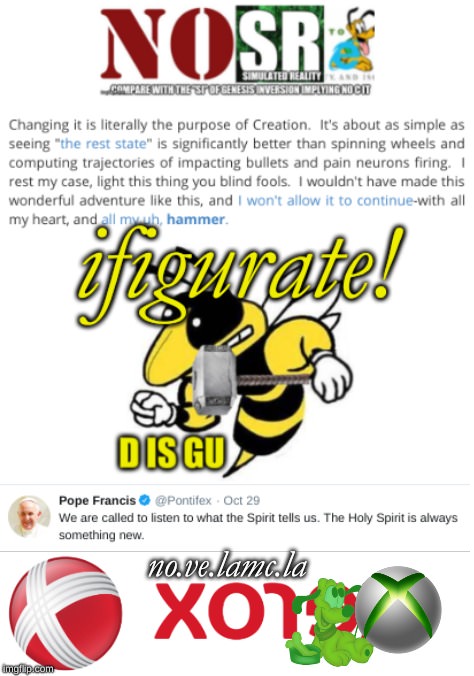 NOSR
TO
SIMULATED REALITY
COMPARE WITH THE "SI" OF GENESIS INVERSION IMPLYING NO C IT
Changing it is literally the purpose of Creation. It's about as simple as
seeing "the rest state" is significantly better than spinning wheels and
computing trajectories of impacting bullets and pain neurons firing. I
rest my case, light this thing you blind fools. I wouldn't have made this
wonderful adventure like this, and I won't allow it to continue-with all
my heart, and all my uh, hammer.
ifigurate!
D IS GU
Pope Francis @Pontifex · Oct 29
We are called to listen to what the Spirit tells us. The Holy Spirit is always
something new.
no.ve.lamc.la
imgflip.com